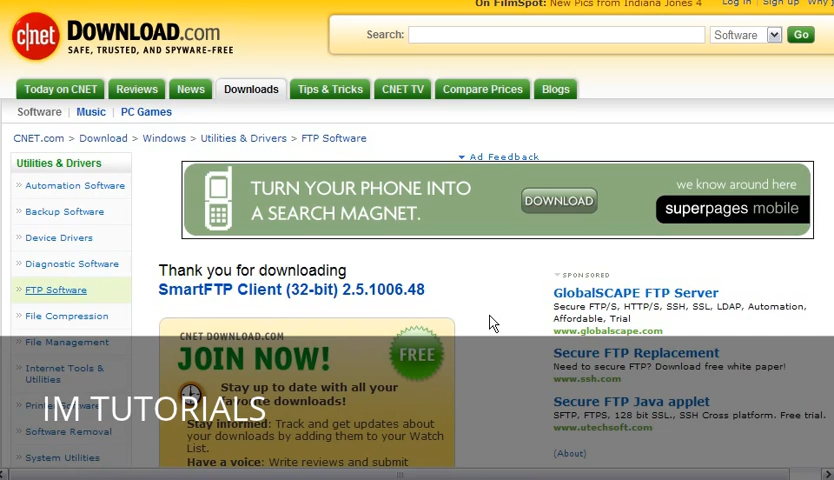 On FilmSpot: New Pics from Indiana Jones 4
Log in | Sign up
c|net
DOWNLOAD.com
SAFE, TRUSTED, AND SPYWARE-FREE
Search:
Software
Go
Today on CNET
Reviews
News
Downloads
Tips & Tricks
CNET TV
Compare Prices
Blogs
Software | Music | PC Games
CNET.com > Download > Windows > Utilities & Drivers > FTP Software
Utilities & Drivers
Automation Software
Backup Software
Device Drivers
Diagnostic Software
FTP Software
File Compression
File Management
Internet Tools &
Utilities
Software Removal
System Utilities
Ad Feedback
TURN YOUR PHONE INTO
A SEARCH MAGNET.
DOWNLOAD
we know around here
superpages mobile
Thank you for downloading
SmartFTP Client (32-bit) 2.5.1006.48
CNET DOWNLOAD.COM
JOIN NOW!
FREE
Stay up to date with all your
favorite downloads!
Stay informed: Track and get updates about
your downloads by adding them to your Watch
List.
Have a voice: Write reviews and submit
SPONSORED
GlobalSCAPE FTP Server
Secure FTP/S, HTTP/S, SSH, SSL, LDAP, Automation,
Affordable, Trial
www.globalscape.com
Secure FTP Replacement
Need to secure FTP? Download free white paper!
www.ssh.com
Secure FTP Java applet
SFTP, FTPS, 128 bit SSL., SSH Cross platform. Free trial.
www.utechsoft.com
(About)
IM TUTORIALS